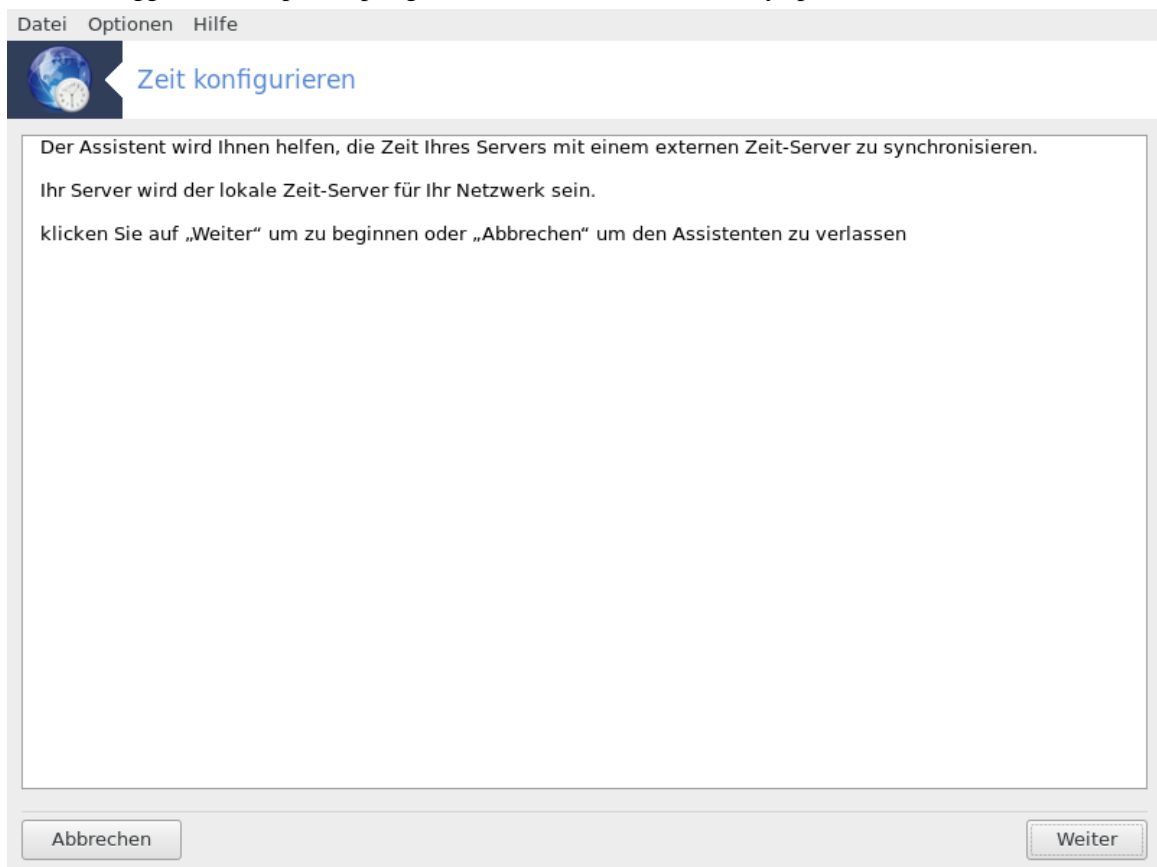 Datei Optionen Hilfe
Zeit konfigurieren
Der Assistent wird Ihnen helfen, die Zeit Ihres Servers mit einem externen Zeit-Server zu synchronisieren.
Ihr Server wird der lokale Zeit-Server für Ihr Netzwerk sein.
klicken Sie auf „Weiter“ um zu beginnen oder „Abbrechen“ um den Assistenten zu verlassen
Abbrechen Weiter